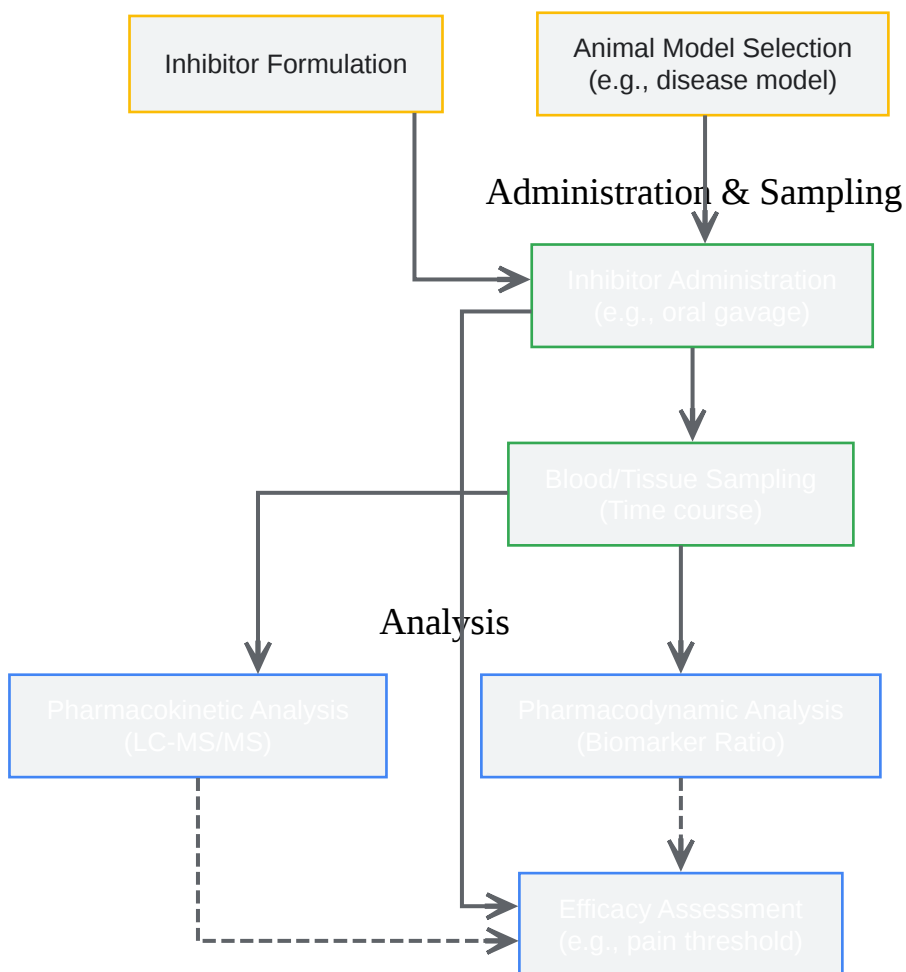 Inhibitor Formulation
Animal Model Selection
(e.g., disease model)
Administration & Sampling
Inhibitor Administration
(e.g., oral gavage)
Blood/Tissue Sampling
(Time course)
Analysis
Pharmacokinetic Analysis
(LC-MS/MS)
Pharmacodynamic Analysis
(Biomarker Ratio)
Efficacy Assessment
(e.g., pain threshold)